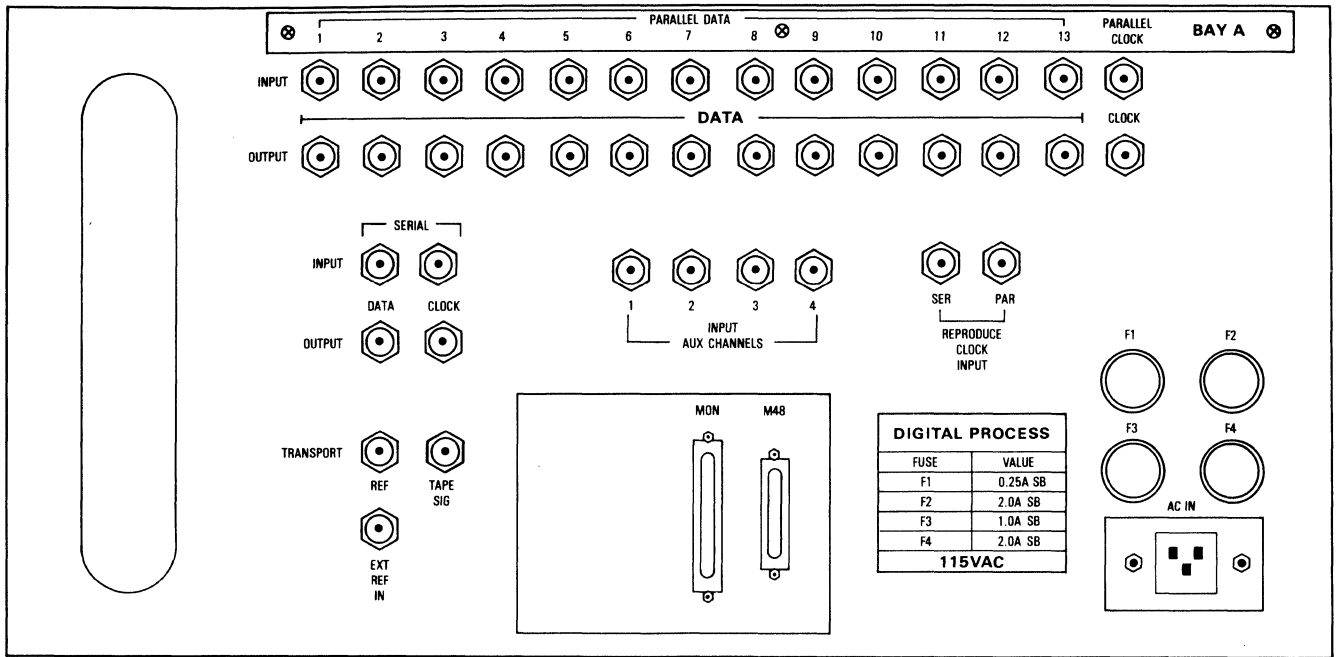 PARALLEL DATA
1 2 3 4 5 6 7 8 9 10 11 12 13
PARALLEL
CLOCK
BAY A
INPUT
DATA
CLOCK
OUTPUT
SERIAL
INPUT
DATA CLOCK
OUTPUT
1 2 3 4
INPUT
AUX CHANNELS
SER PAR
REPRODUCE
CLOCK
INPUT
F1 F2
F3 F4
TRANSPORT
REF
TAPE
SIG
EXT
REF
IN
MON M48
DIGITAL PROCESS
FUSE VALUE
F1 0.25A SB
F2 2.0A SB
F3 1.0A SB
F4 2.0A SB
115VAC
AC IN